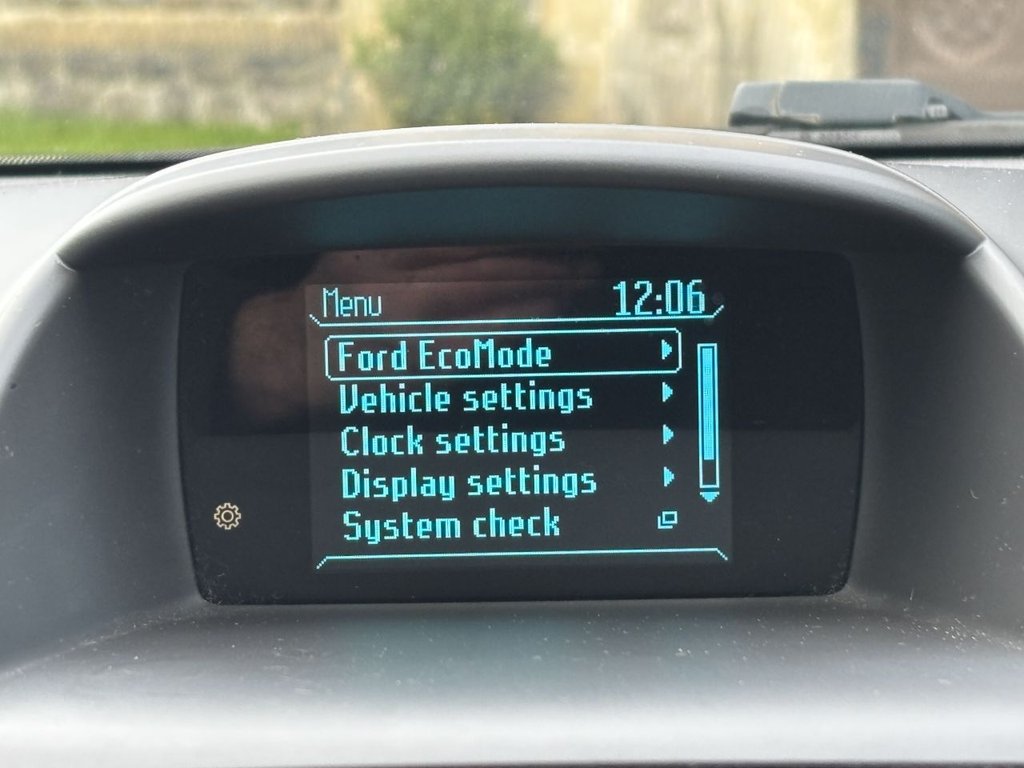 Menu 12:06
Ford EcoMode
Vehicle settings
Clock settings
Display settings
System check